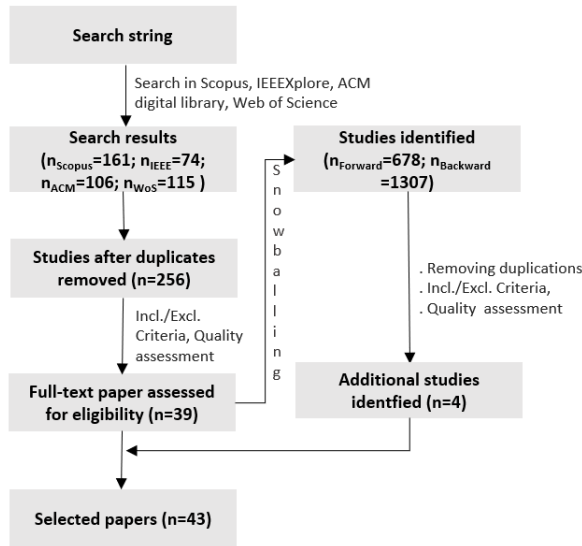 Search string
Search in Scopus, IEEEXplore, ACM
digital library, Web of Science
Search results
(nScopus=161; nIEEE=74;
nACM=106; nWoS=115 )
Studies after duplicates
removed (n=256)
Incl./Excl.
Criteria, Quality
assessment
Full-text paper assessed
for eligibility (n=39)
Snowballling
Studies identified
(nForward=678; nBackward
=1307)
. Removing duplications
. Incl./Excl. Criteria,
. Quality assessment
Additional studies
identfied (n=4)
Selected papers (n=43)